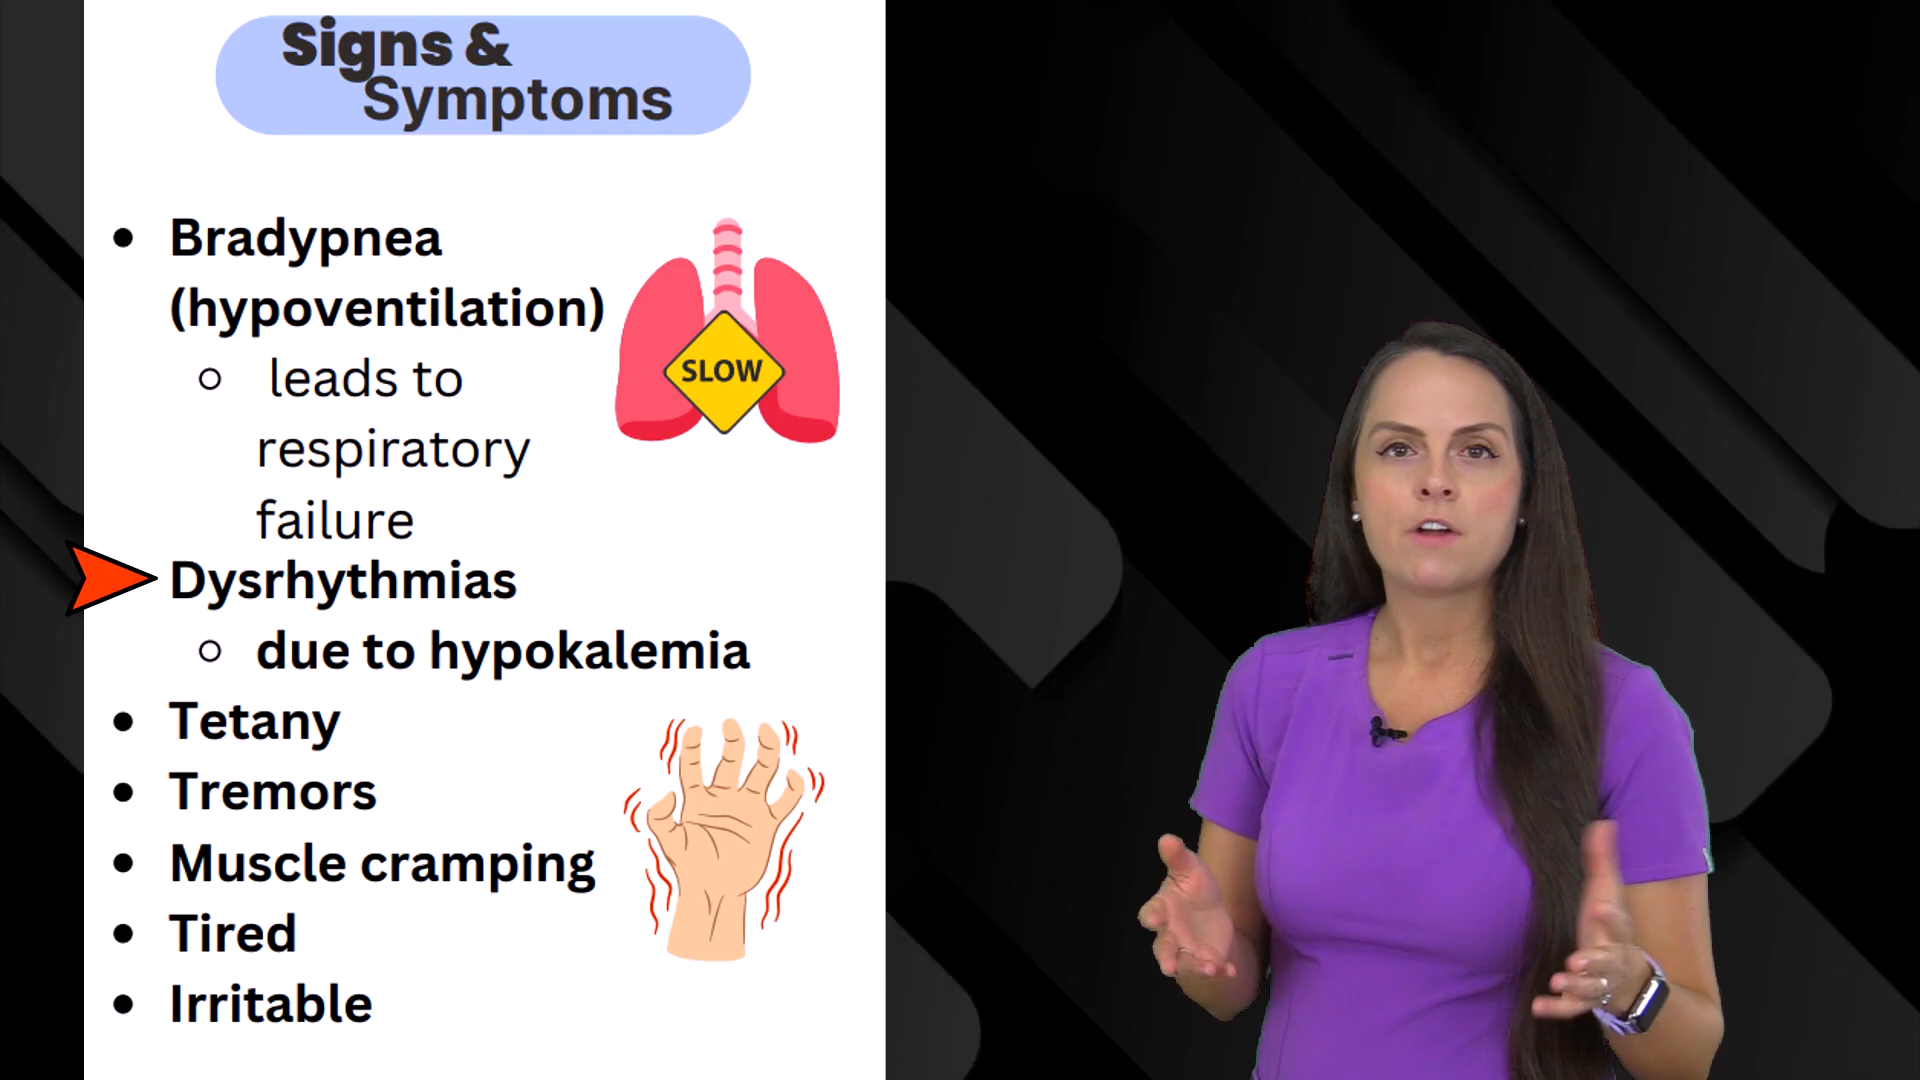 Signs &
Symptoms
Bradypnea
(hypoventilation)
leads to
respiratory
failure
SLOW
Dysrhythmias
due to hypokalemia
Tetany
Tremors
Muscle cramping
Tired
Irritable